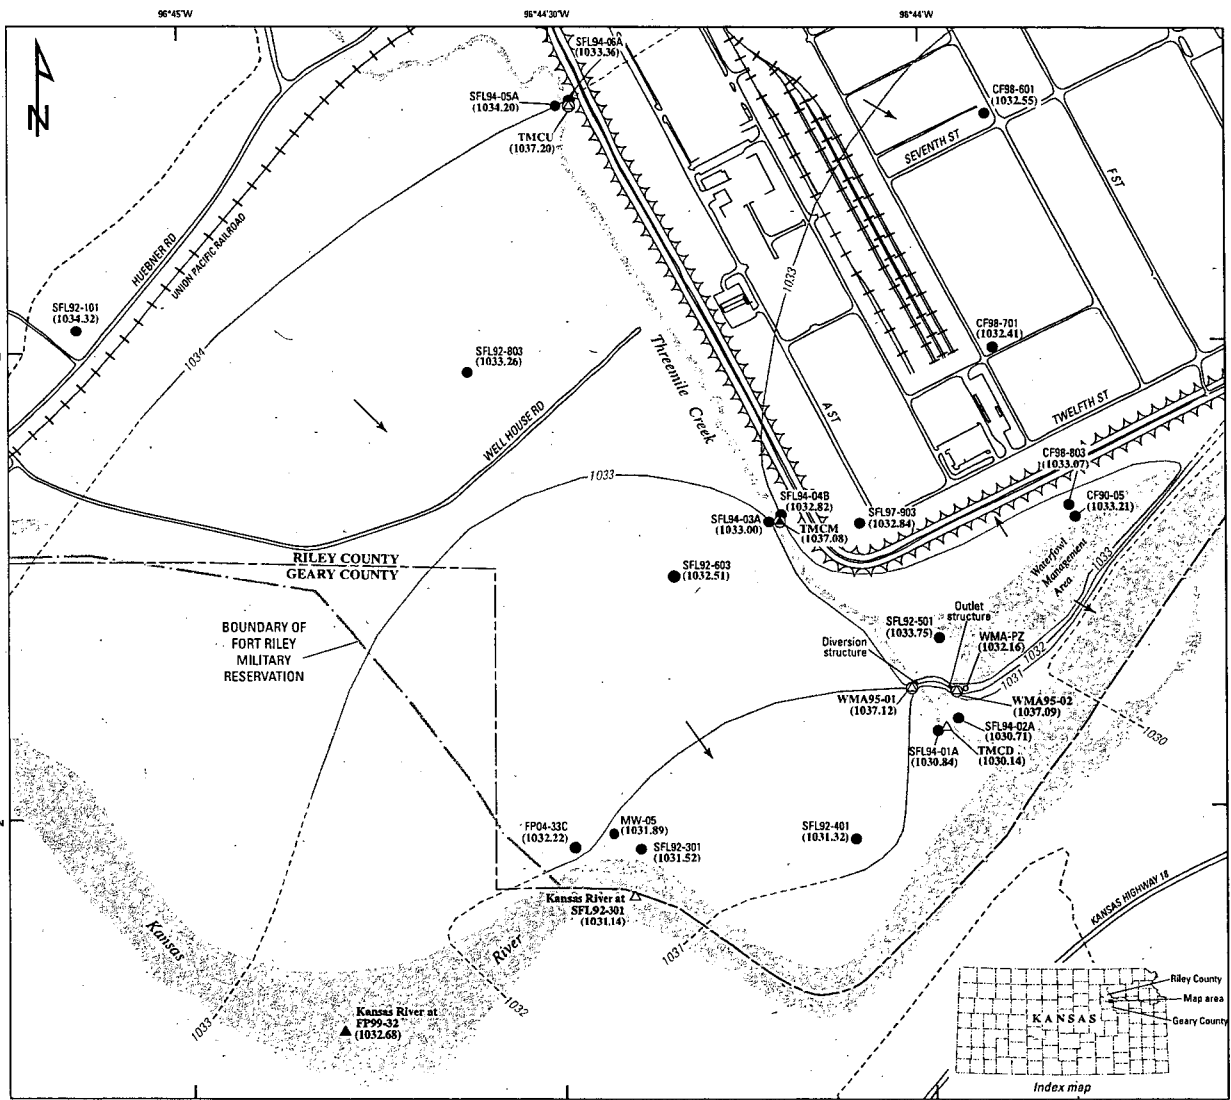 96°45'W
96°44'30"W
96°44'W
N
SFL94-06A
(1033.36)
SFL94-05A
(1034.20)
TMCU
(1037.20)
CF98-601
(1032.55)
SEVENTH ST
F ST
HUEBNER RD
UNION PACIFIC RAILROAD
1033
SFL92-101
(1034.32)
1034
SFL92-803
(1033.26)
Threemile Creek
CF98-701
(1032.41)
A ST
TWELFTH ST
WELL HOUSE RD
CF98-803
(1033.07)
1033
SFL94-04B
(1032.82)
CF90-05
(1033.21)
SFL94-03A
(1033.00)
TMCM
(1037.08)
SFL97-903
(1032.84)
RILEY COUNTY
GEARY COUNTY
Waterfowl
Management
Area
1033
SFL92-603
(1032.51)
Outlet
structure
BOUNDARY OF
FORT RILEY
MILITARY
RESERVATION
SFL92-501
(1033.75)
Diversion
structure
WMA-PZ
(1032.16)
1032
1031
WMA95-01
(1037.12)
WMA95-02
(1037.09)
SFL94-02A
(1030.71)
1030
SFL94-01A
(1030.84)
TMCD
(1030.14)
FP04-33C
(1032.22)
MW-05
(1031.89)
SFL92-401
(1031.32)
SFL92-301
(1031.52)
Kansas River at
SFL92-301
(1031.14)
KANSAS HIGHWAY 18
Kansas
River
1031
1032
1033
Kansas River at
FP99-32
(1032.68)
Riley County
Map area
KANSAS
Geary County
Index map